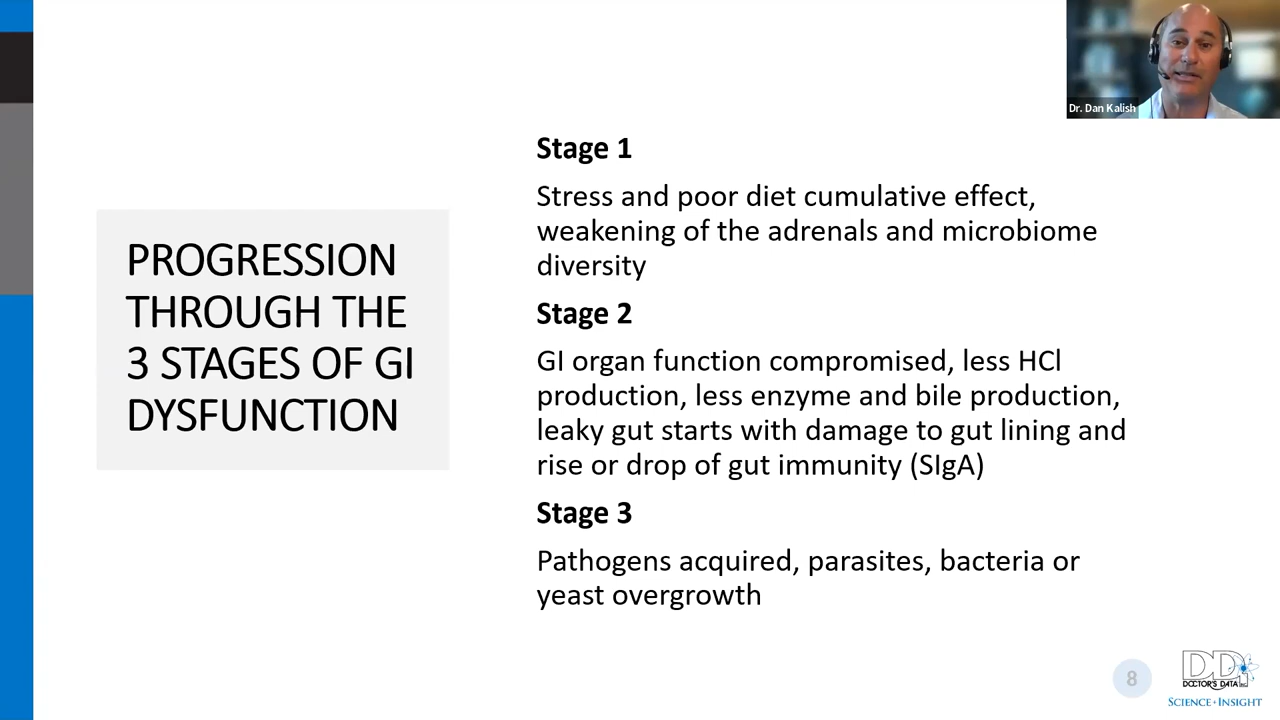 Dr. Dan Kalish
PROGRESSION
THROUGH THE
3 STAGES OF GI
DYSFUNCTION
Stage 1
Stress and poor diet cumulative effect,
weakening of the adrenals and microbiome
diversity
Stage 2
GI organ function compromised, less HCl
production, less enzyme and bile production,
leaky gut starts with damage to gut lining and
rise or drop of gut immunity (SIgA)
Stage 3
Pathogens acquired, parasites, bacteria or
yeast overgrowth
8
DDI
DOCTOR'S DATA INC
SCIENCE + INSIGHT